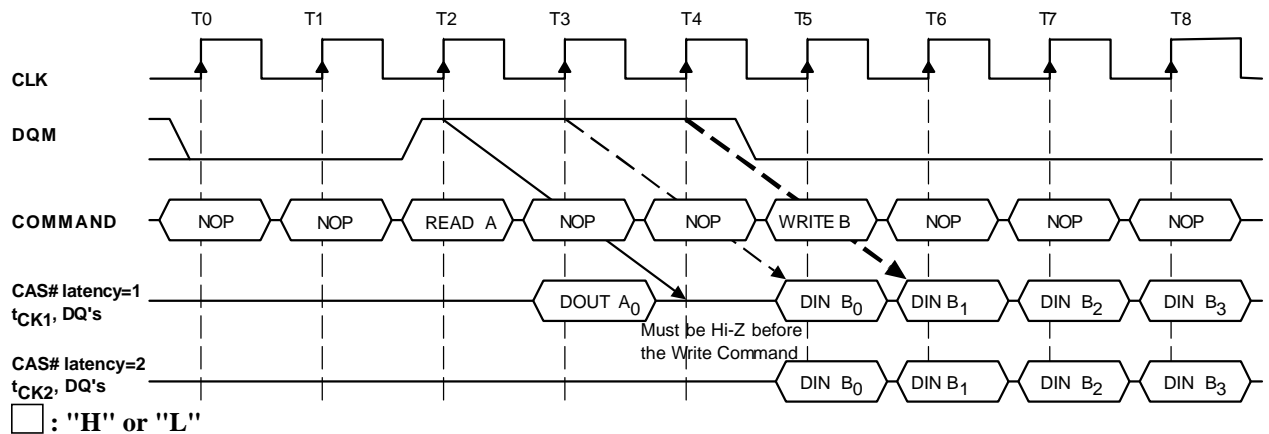 T0 T1 T2 T3 T4 T5 T6 T7 T8
CLK
DQM
COMMAND NOP NOP READ A NOP NOP WRITE B NOP NOP NOP
CAS# latency=1
tCK1, DQ's DOUT A0 DIN B0 DIN B1 DIN B2 DIN B3
Must be Hi-Z before
the Write Command
CAS# latency=2
tCK2, DQ's DIN B0 DIN B1 DIN B2 DIN B3
: "H" or "L"